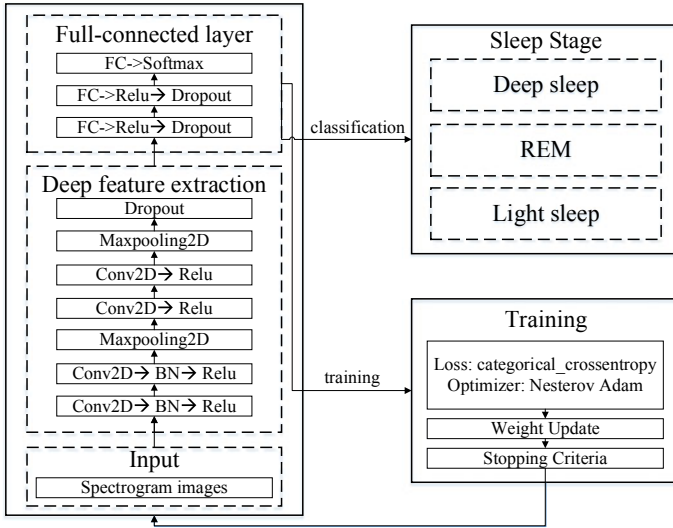 Full-connected layer
FC->Softmax
FC->Relu→ Dropout
FC->Relu→ Dropout
Deep feature extraction
Dropout
Maxpooling2D
Conv2D→ Relu
Conv2D→ Relu
Maxpooling2D
Conv2D→ BN→ Relu
Conv2D→ BN→ Relu
Input
Spectrogram images
classification
training
Sleep Stage
Deep sleep
REM
Light sleep
Training
Loss: categorical_crossentropy
Optimizer: Nesterov Adam
Weight Update
Stopping Criteria